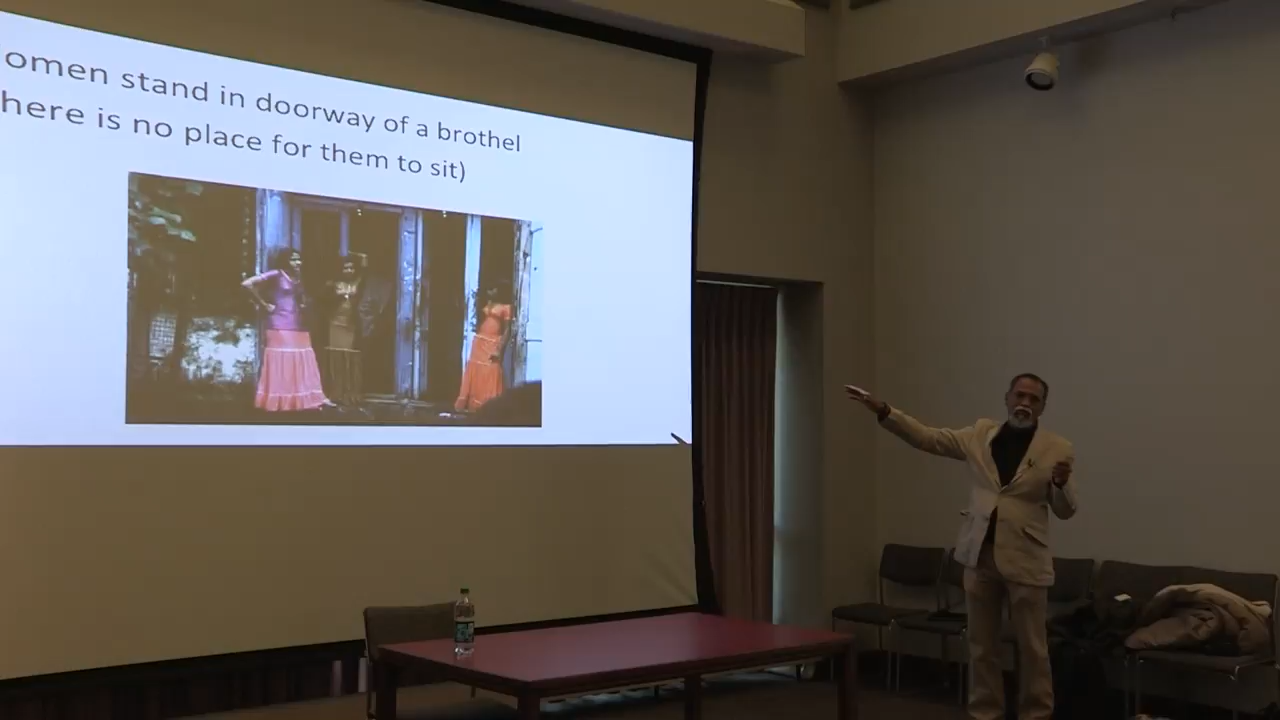 omen stand in doorway of a brothel
here is no place for them to sit)